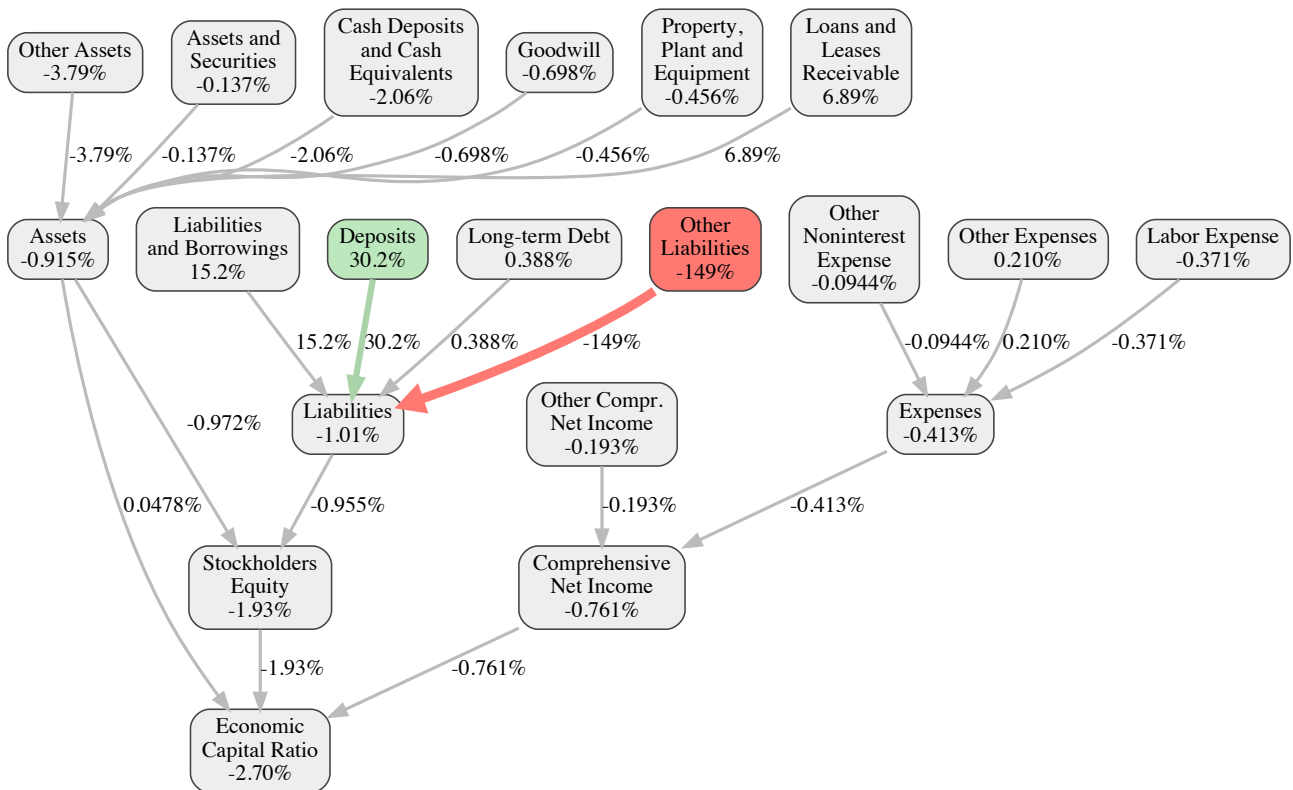 Other Assets
-3.79%
Assets and
Securities
-0.137%
Cash Deposits
and Cash
Equivalents
-2.06%
Goodwill
-0.698%
Property,
Plant and
Equipment
-0.456%
Loans and
Leases
Receivable
6.89%
-3.79%
-0.137%
-2.06%
-0.698%
-0.456%
6.89%
Assets
-0.915%
Liabilities
and Borrowings
15.2%
Deposits
30.2%
Long-term Debt
0.388%
Other
Liabilities
-149%
Other
Noninterest
Expense
-0.0944%
Other Expenses
0.210%
Labor Expense
-0.371%
15.2%
30.2%
0.388%
-149%
-0.0944%
0.210%
-0.371%
Liabilities
-1.01%
Other Compr.
Net Income
-0.193%
Expenses
-0.413%
-0.972%
0.0478%
-0.955%
-0.193%
-0.413%
Stockholders
Equity
-1.93%
Comprehensive
Net Income
-0.761%
-1.93%
-0.761%
Economic
Capital Ratio
-2.70%